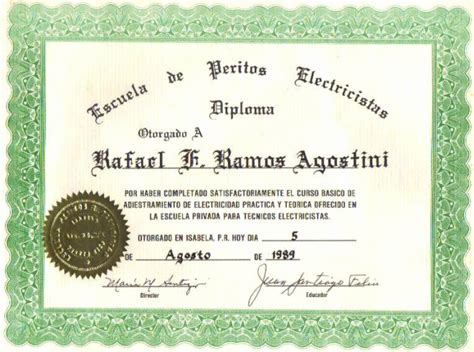 Escuela de Peritos Electricistas
Diploma
Otorgado A
Rafael F. Ramos Agostini
POR HABER COMPLETADO SATISFACTORIAMENTE EL CURSO BASICO DE
ADIESTRAMIENTO DE ELECTRICIDAD PRACTICA Y TEORICA OFRECIDO EN
LA ESCUELA PRIVADA PARA TECNICOS ELECTRICISTAS.
OTORGADO EN ISABELA, P.R. HOY DIA 5
DE Agosto DE 1989
Director
Educador